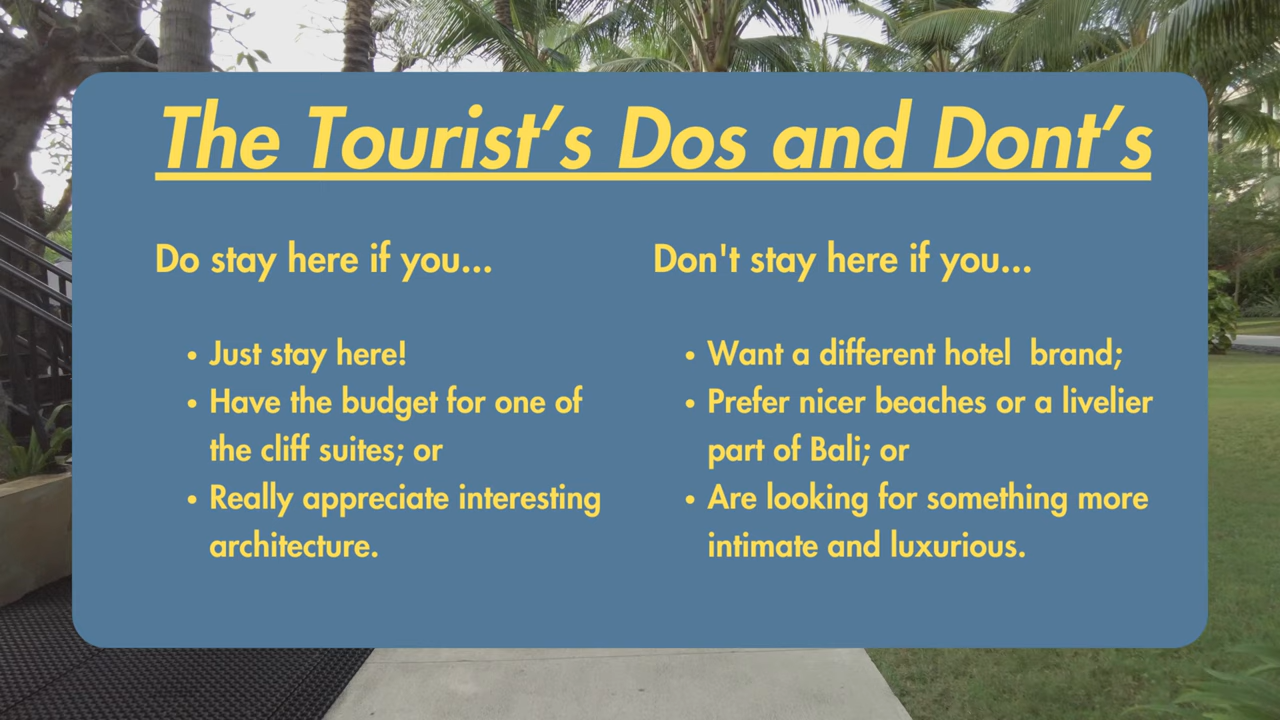 The Tourist’s Dos and Dont’s
Do stay here if you...
• Just stay here!
• Have the budget for one of
the cliff suites; or
• Really appreciate interesting
architecture.
Don't stay here if you...
• Want a different hotel  brand;
• Prefer nicer beaches or a livelier
part of Bali; or
• Are looking for something more
intimate and luxurious.